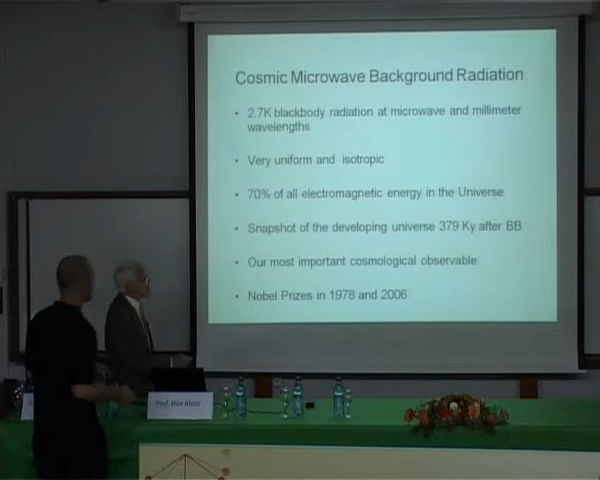 Cosmic Microwave Background Radiation
• 2.7K blackbody radiation at microwave and millimeter
wavelengths
• Very uniform and isotropic
• 70% of all electromagnetic energy in the Universe
• Snapshot of the developing universe 379 Ky after BB
• Our most important cosmological observable
• Nobel Prizes in 1978 and 2006
Prof. Dan